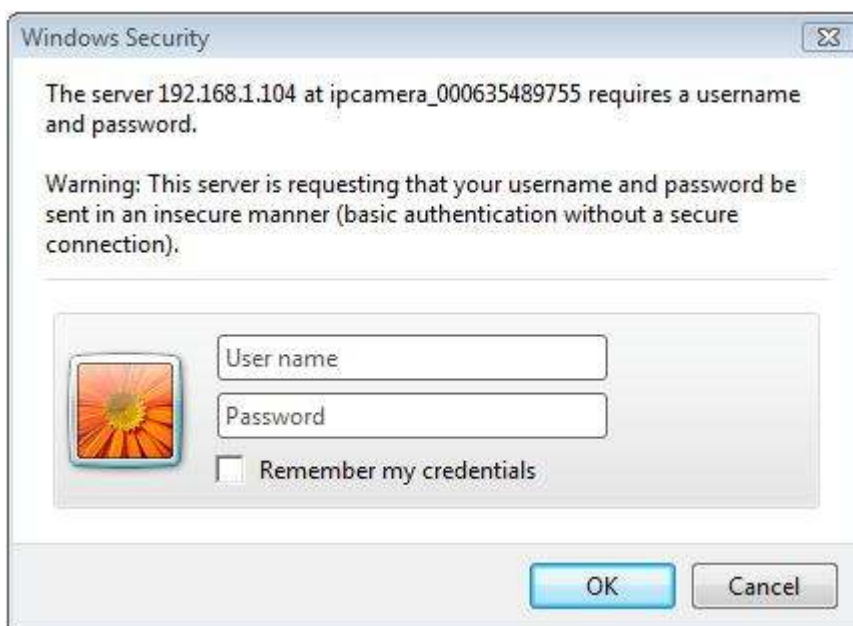 Windows Security
The server 192.168.1.104 at ipcamera_000635489755 requires a username
and password.
Warning: This server is requesting that your username and password be
sent in an insecure manner (basic authentication without a secure
connection).
User name
Password
Remember my credentials
OK
Cancel